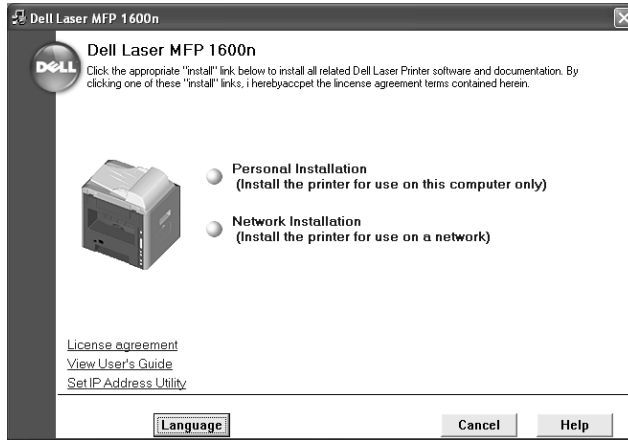 Dell Laser MFP 1600n
Dell Laser MFP 1600n
DELL
Click the appropriate "install" link below to install all related Dell Laser Printer software and documentation. By
clicking one of these "install" links, i herebyaccpet the lincense agreement terms contained herein.
Personal Installation
(Install the printer for use on this computer only)
Network Installation
(Install the printer for use on a network)
License agreement
View User's Guide
Set IP Address Utility
Language
Cancel
Help